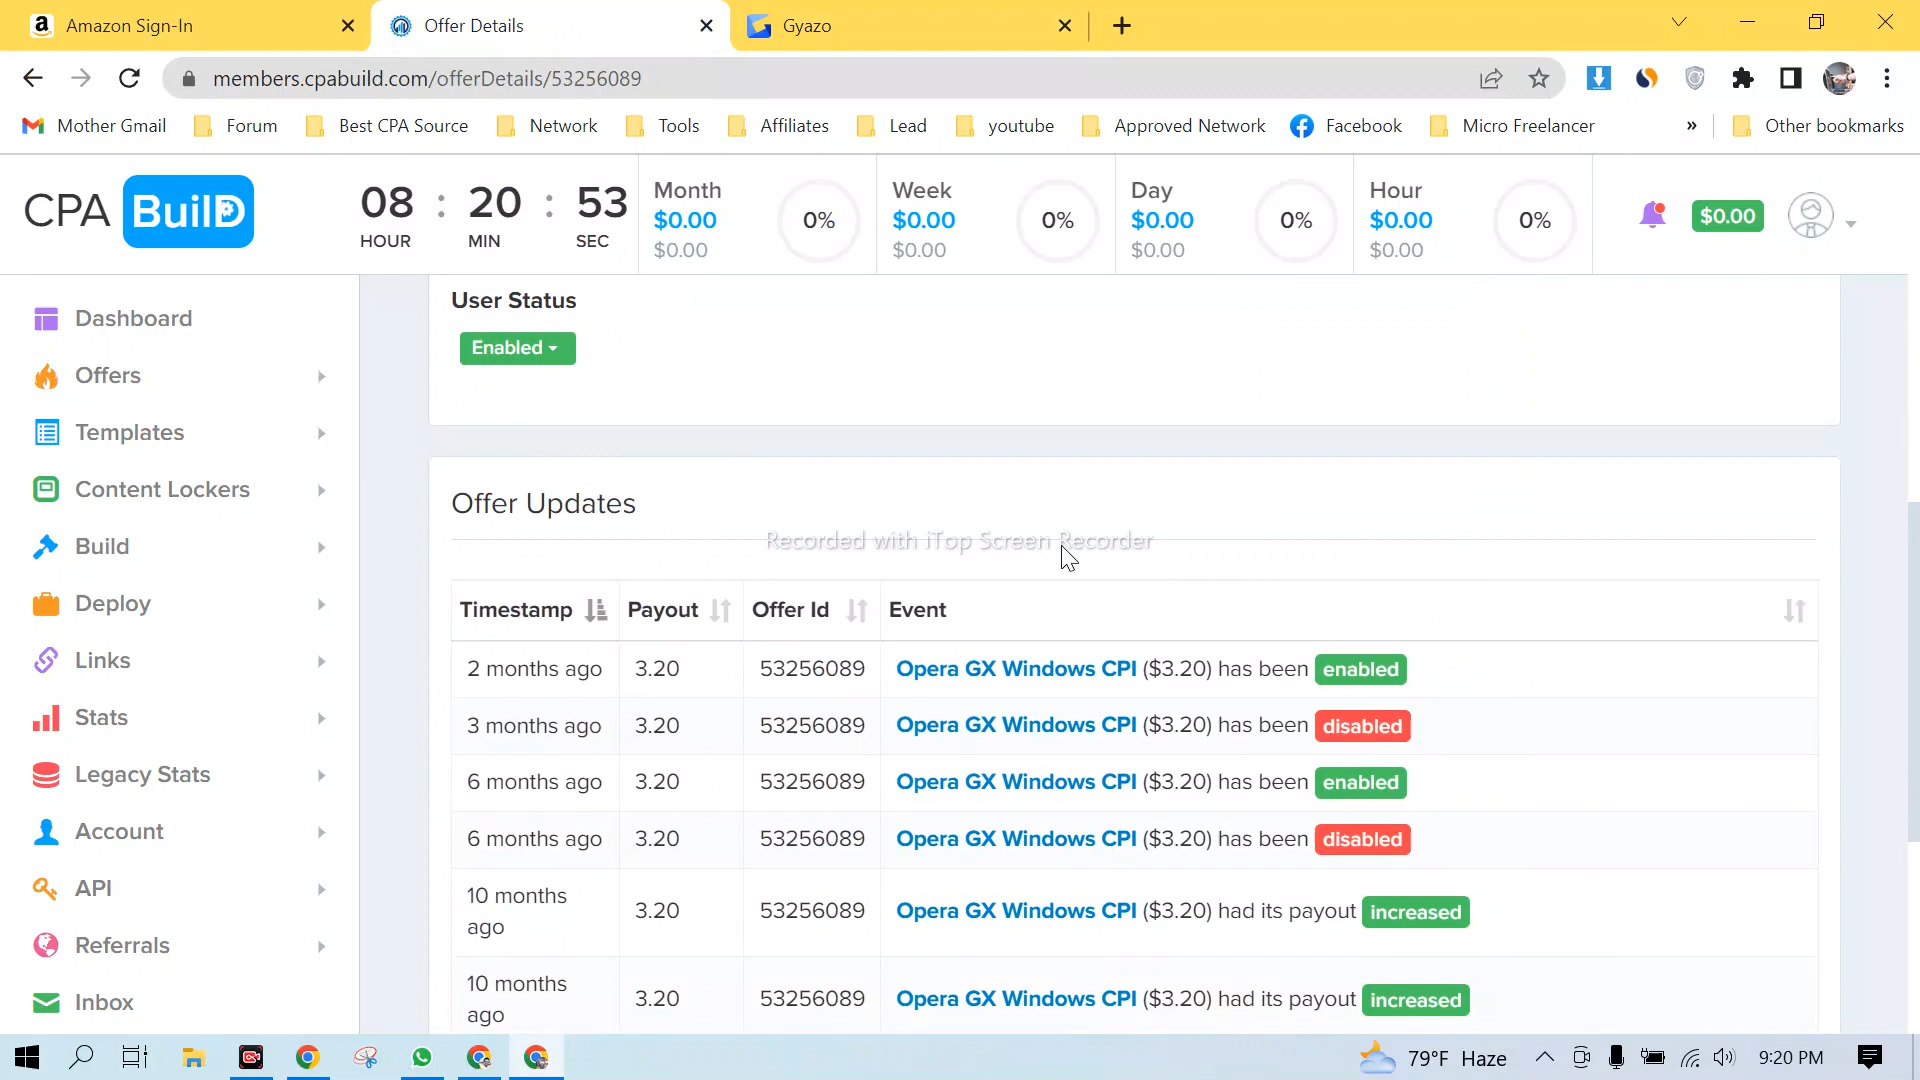 Amazon Sign-In
Offer Details
Gyazo
members.cpabuild.com/offerDetails/53256089
Mother Gmail
Forum
Best CPA Source
Network
Tools
Affiliates
Lead
youtube
Approved Network
Facebook
Micro Freelancer
»
Other bookmarks
CPA BuilD
08 : 20 : 53
HOUR MIN SEC
Month
$0.00
$0.00
0%
Week
$0.00
$0.00
0%
Day
$0.00
$0.00
0%
Hour
$0.00
$0.00
0%
$0.00
Dashboard
Offers
Templates
Content Lockers
Build
Deploy
Links
Stats
Legacy Stats
Account
API
Referrals
Inbox
User Status
Enabled
Offer Updates
Recorded with iTop Screen Recorder
Timestamp Payout Offer Id Event
2 months ago 3.20 53256089 Opera GX Windows CPI ($3.20) has been enabled
3 months ago 3.20 53256089 Opera GX Windows CPI ($3.20) has been disabled
6 months ago 3.20 53256089 Opera GX Windows CPI ($3.20) has been enabled
6 months ago 3.20 53256089 Opera GX Windows CPI ($3.20) has been disabled
10 months
ago
3.20 53256089 Opera GX Windows CPI ($3.20) had its payout increased
10 months
ago
3.20 53256089 Opera GX Windows CPI ($3.20) had its payout increased
79°F Haze
9:20 PM